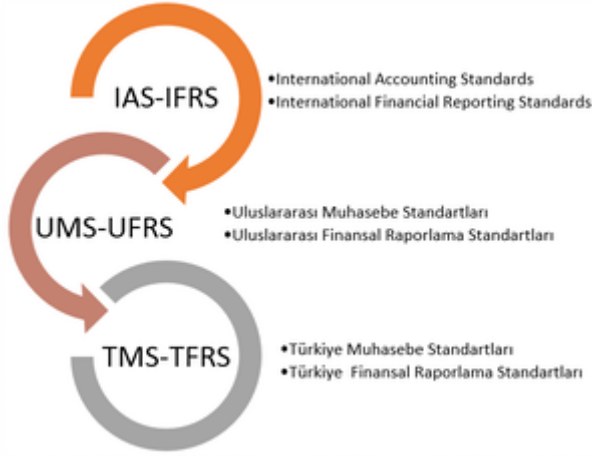 IAS-IFRS
•International Accounting Standards
•International Financial Reporting Standards
UMS-UFRS
•Uluslararası Muhasebe Standartları
•Uluslararası Finansal Raporlama Standartları
TMS-TFRS
•Türkiye Muhasebe Standartları
•Türkiye  Finansal Raporlama Standartları